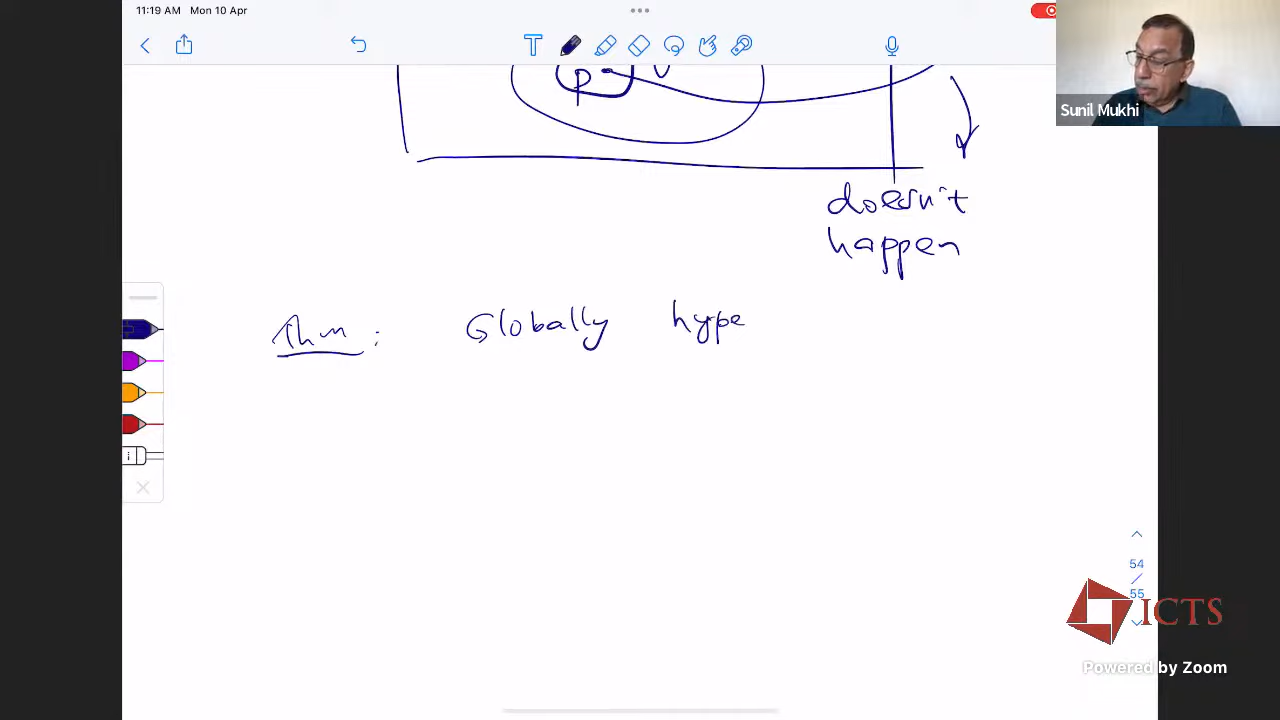 11:19 AM Mon 10 Apr
T
p
Sunil Mukhi
doesn't
happen
Thm : Globally hype
54
/
55
ICTS
Powered by Zoom